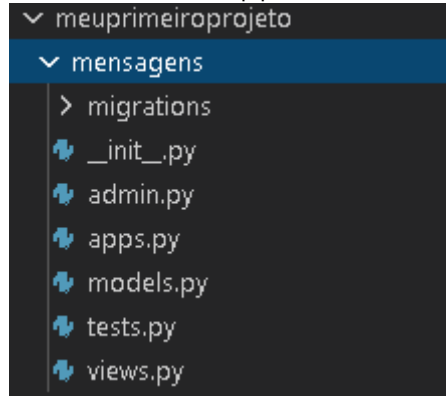 meuprimeiroprojeto
mensagens
migrations
__init__.py
admin.py
apps.py
models.py
tests.py
views.py